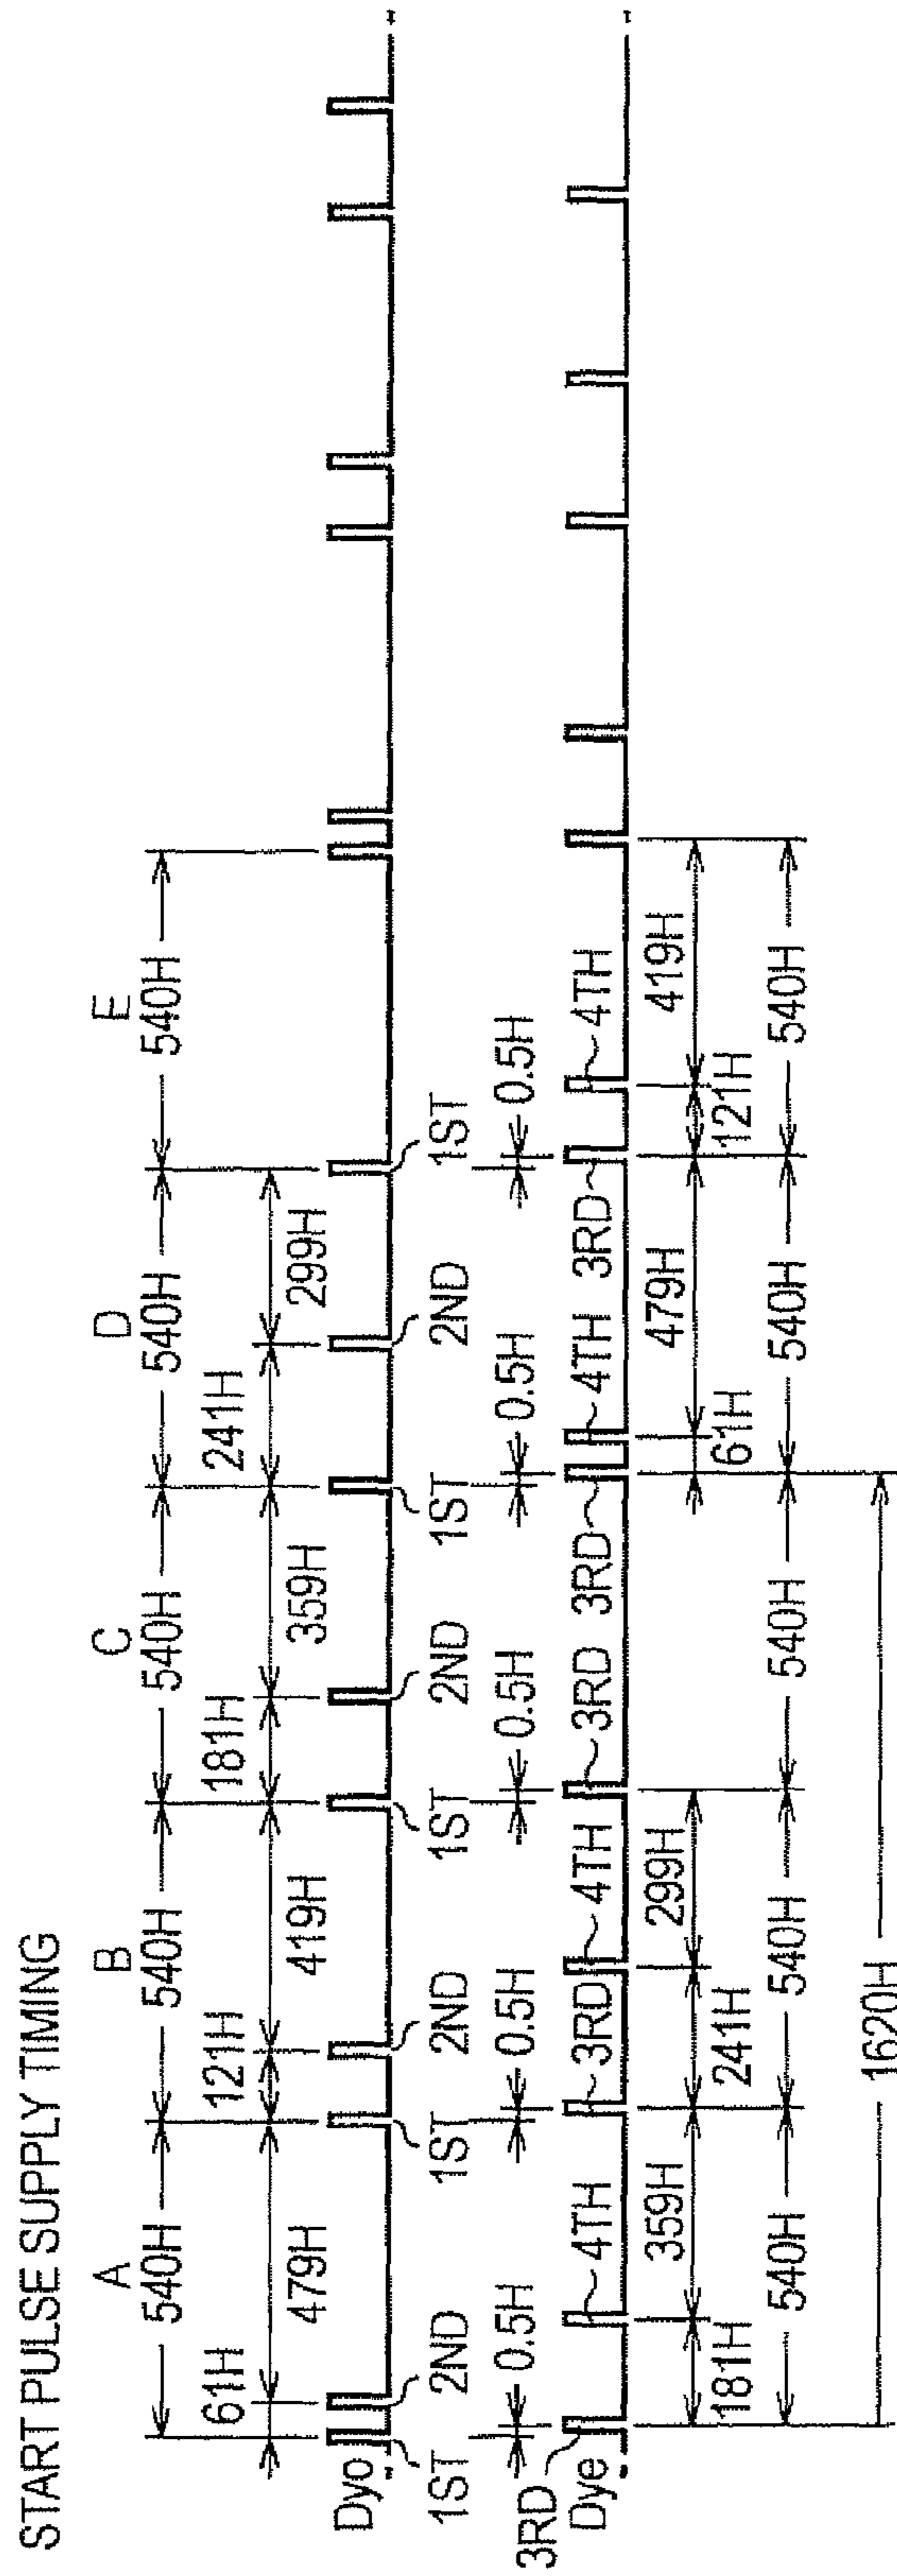 START PULSE SUPPLY TIMING
A B C D E
540H 540H 540H 540H 540H
61H 479H 121H 419H 181H 359H 241H 299H
Dyo
1ST 2ND 1ST 2ND 1ST 2ND 1ST 2ND 1ST
0.5H 0.5H 0.5H 0.5H 0.5H
3RD 4TH 3RD 4TH 3RD 3RD 4TH 3RD 4TH
Dye
181H 359H 241H 299H 61H 479H 121H 419H
540H 540H 540H 540H 540H
1620H
t
t